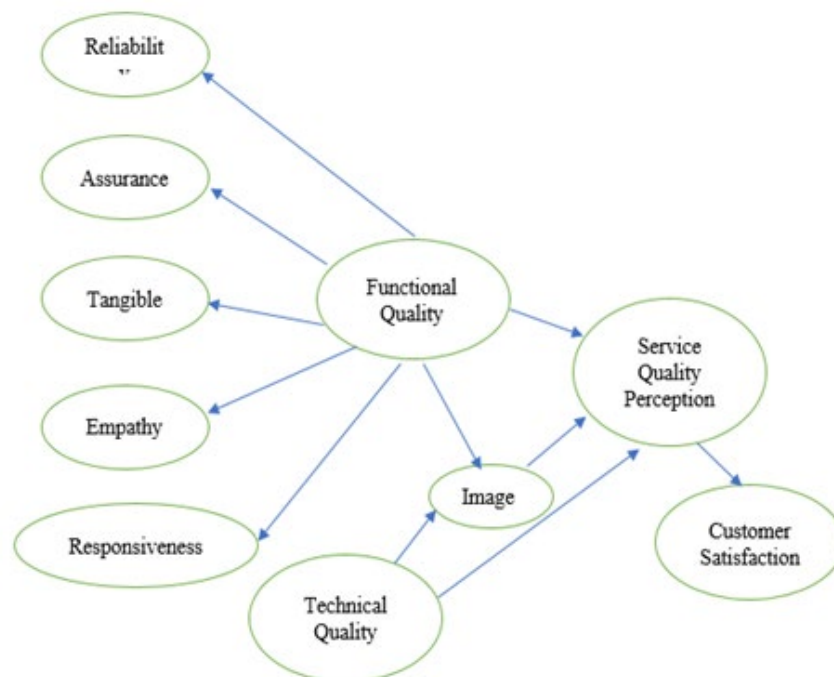 Reliabilit
y
Assurance
Tangible
Empathy
Responsiveness
Functional
Quality
Image
Technical
Quality
Service
Quality
Perception
Customer
Satisfaction